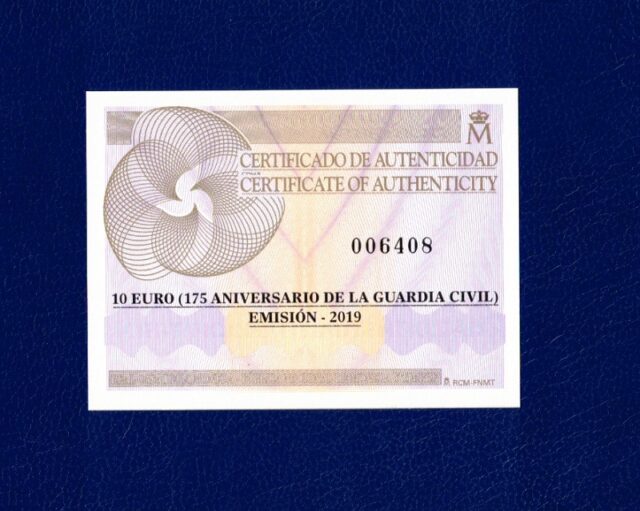 M
CERTIFICADO DE AUTENTICIDAD
CERTIFICATE OF AUTHENTICITY
006408
10 EURO (175 ANIVERSARIO DE LA GUARDIA CIVIL)
EMISIÓN - 2019
RCM-FNMT